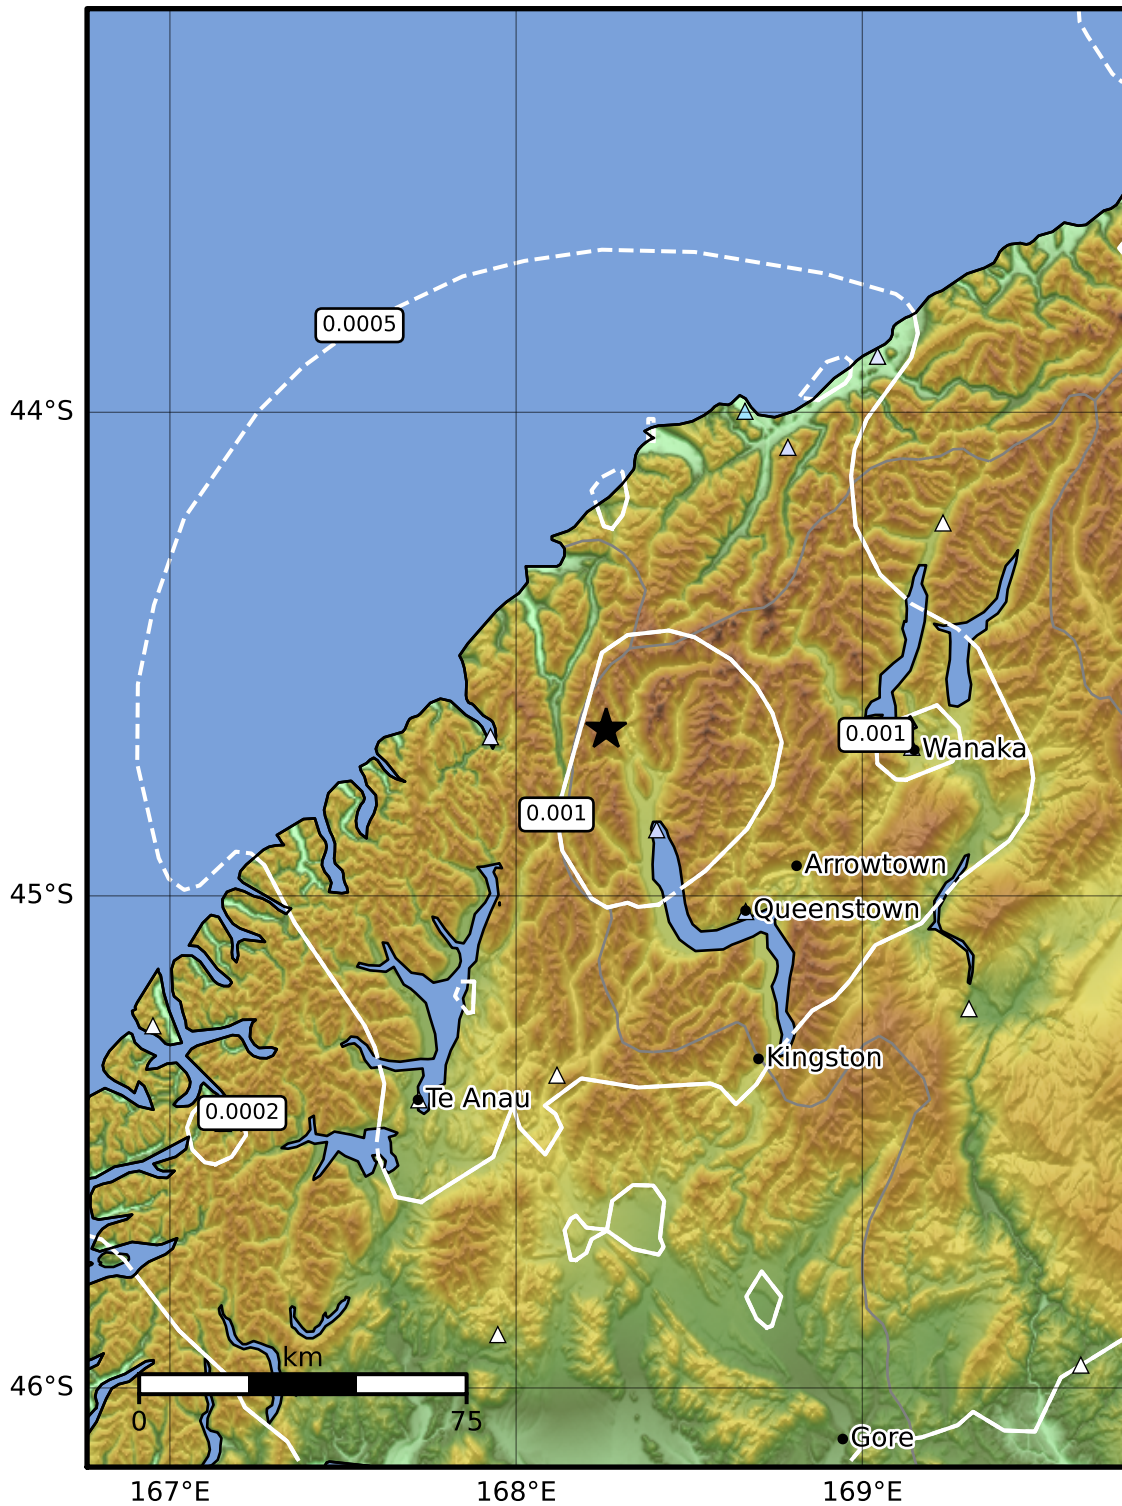 0.0005
44°S
0.001
Wanaka
0.001
Arrowtown
45°S
Queenstown
Kingston
Te Anau
0.0002
km
46°S
0
75
Gore
167°E
168°E
169°E